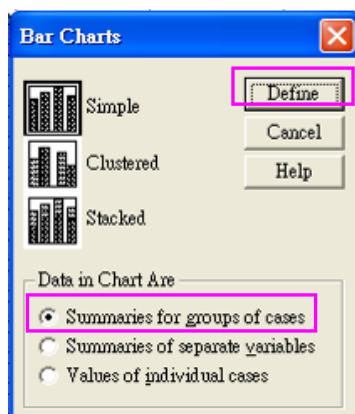 Bar Charts
Simple
Define
Cancel
Clustered
Help
Stacked
Data in Chart Are
Summaries for groups of cases
Summaries of separate variables
Values of individual cases